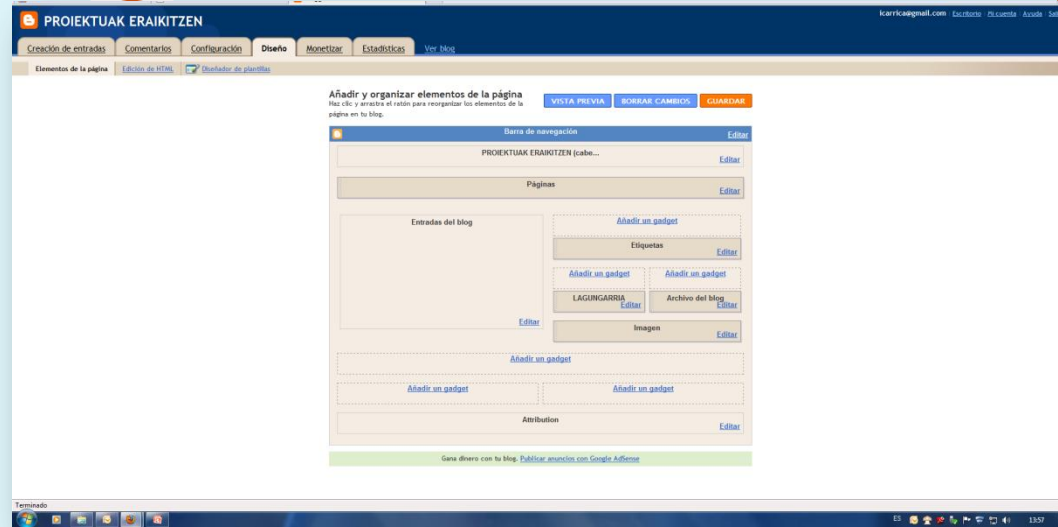 PROIEKTUAK ERAIKITZEN
icarrica@gmail.com Escritorio Mi cuenta Ayuda
Creación de entradas Comentarios Configuración Diseño Monetizar Estadísticas Ver blog
Elementos de la página Edición de HTML Diseñador de plantillas
Añadir y organizar elementos de la página
Haz clic y arrastra el ratón para reorganizar los elementos de la
página en tu blog.
VISTA PREVIA BORRAR CAMBIOS GUARDAR
Barra de navegación
Editar
PROIEKTUAK ERAIKITZEN (cabe...
Editar
Páginas
Editar
Entradas del blog
Editar
Añadir un gadget
Etiquetas
Editar
Añadir un gadget Añadir un gadget
LAGUNGARRIA
Editar
Archivo del blog
Editar
Imagen
Editar
Añadir un gadget
Añadir un gadget Añadir un gadget
Attribution
Editar
Gana dinero con tu blog. Publicar anuncios con Google AdSense
Terminado
ES 13:57